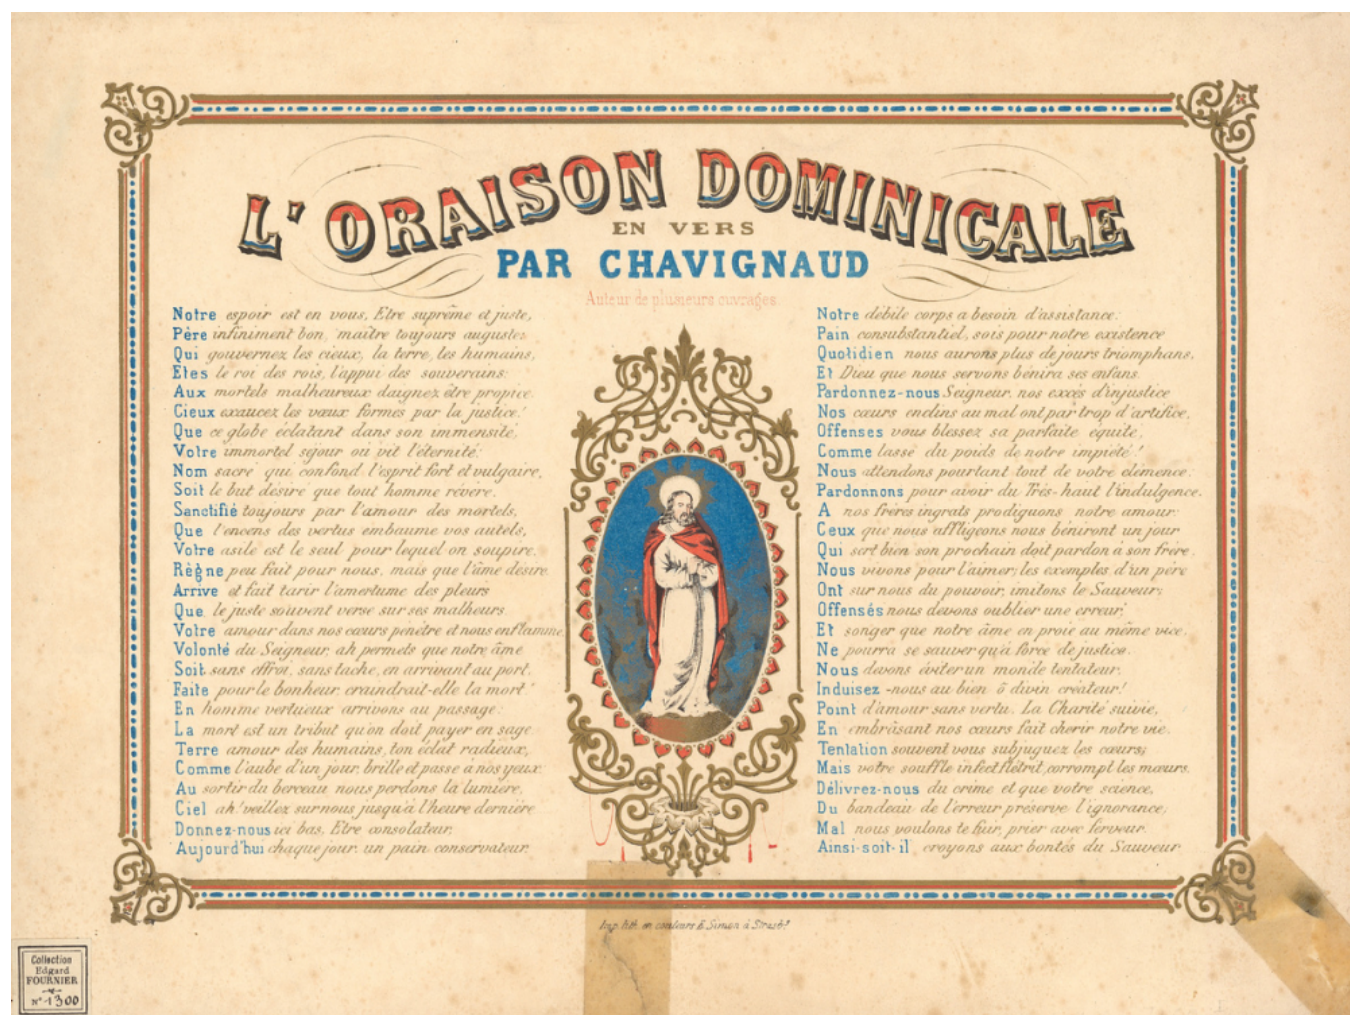 L'ORAISON DOMINICALE
EN VERS
PAR CHAVIGNAUD
Auteur de plusieurs ouvrages
Notre espoir est en vous, Etre suprême et juste,
Père infiniment bon, maître toujours auguste;
Qui gouvernez les cieux, la terre, les humains,
Etes le roi des rois, l'appui des souverains:
Aux mortels malheureux daignez être propice
Cieux exaucez les vœux formés par la justice!
Que ce globe éclatant dans son immensité,
Votre immortel séjour où vit l'éternité:
Nom sacré qui confond l'esprit fort et vulgaire,
Soit le but désiré que tout homme révère.
Sanctifié toujours par l'amour des mortels,
Que l'encens des vertus embaume vos autels,
Votre asile est le seul pour lequel on soupire,
Règne peu fait pour nous, mais que l'âme désire
Arrive et fait tarir l'amertume des pleurs
Que le juste souvent verse sur ses malheurs
Votre amour dans nos cœurs pénètre et nous enflamme,
Volonté du Seigneur, ah permets que notre âme
Soit sans effroi, sans tache, en arrivant au port.
Faite pour le bonheur craindrait-elle la mort
En homme vertueux arrivons au passage:
La mort est un tribut qu'on doit payer en sage
Terre amour des humains, ton éclat radieux,
Comme l'aube d'un jour, brille et passe à nos yeux
Au sortir du berceau nous perdons la lumière,
Ciel ah! veillez sur nous jusqu'à l'heure dernière
Donnez-nous ici bas, Etre consolateur,
Aujourd'hui chaque jour un pain conservateur.
Notre débile corps a besoin d'assistance:
Pain consubstantiel, sois pour notre existence
Quotidien nous aurons plus de jours triomphans,
Et Dieu que nous servons bénira ses enfans.
Pardonnez-nous Seigneur, nos excès d'injustice
Nos cœurs enclins au mal ont par trop d'artifice.
Offenses vous blessez sa parfaite équité,
Comme lassé du poids de notre impiété!
Nous attendons pourtant tout de votre clémence:
Pardonnons pour avoir du Très-haut l'indulgence.
A nos frères ingrats prodiguons notre amour:
Ceux que nous affligeons nous béniront un jour
Qui sert bien son prochain doit pardon à son frère.
Nous vivons pour l'aimer; les exemples d'un père
Ont sur nous du pouvoir, imitons le Sauveur;
Offensés nous devons oublier une erreur;
Et songer que notre âme en proie au même vice
Ne pourra se sauver qu'à force de justice.
Nous devons éviter un monde tentateur.
Induisez-nous au bien ô divin créateur!
Point d'amour sans vertu. La Charité suivie,
En embrâsant nos cœurs fait cherir notre vie.
Tentation souvent vous subjuguez les cœurs;
Mais votre souffle infect flétrit, corrompt les mœurs.
Délivrez-nous du crime et que votre science,
Du bandeau de l'erreur préserve l'ignorance,
Mal nous voulons te fuir, prier avec ferveur.
Ainsi-soit-il croyons aux bontés du Sauveur
Imp. lith. en couleurs E. Simon à Strasbg
Collection
Edgard
FOURNIER
N° 1300